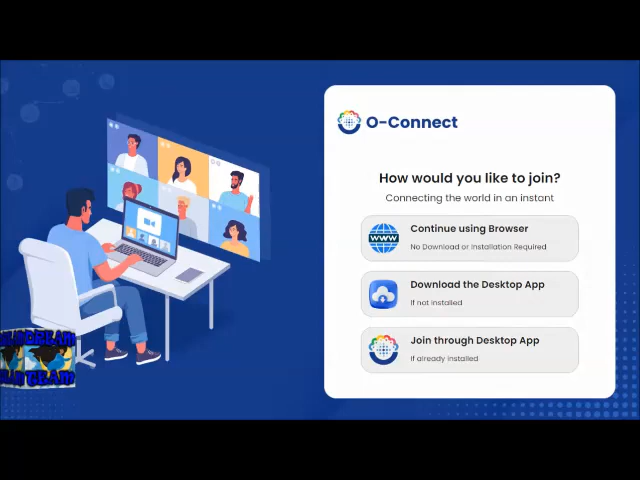 O-Connect
How would you like to join?
Connecting the world in an instant
Continue using Browser
No Download or Installation Required
WWW
Download the Desktop App
If not installed
Join through Desktop App
If already installed